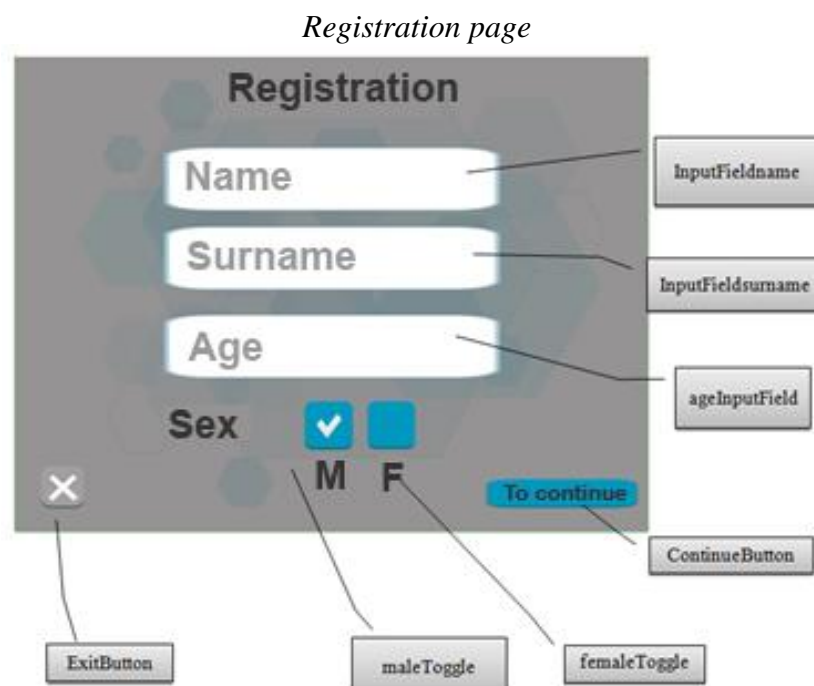 Registration page
Registration
Name
InputFieldname
Surname
InputFieldsurname
Age
ageInputField
Sex
M F
To continue
ContinueButton
ExitButton
maleToggle
femaleToggle